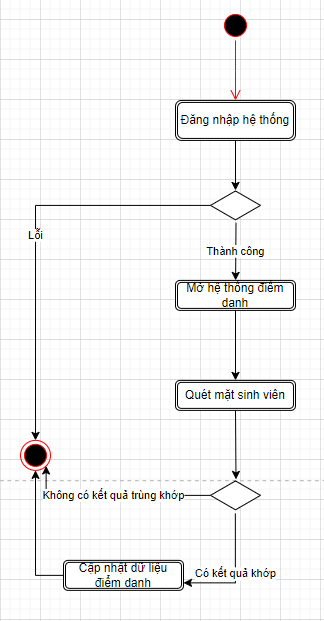 Đăng nhập hệ thống
Lỗi
Thành công
Mở hệ thống điểm
danh
Quét mặt sinh viên
Không có kết quả trùng khớp
Có kết quả khớp
Cập nhật dữ liệu
điểm danh